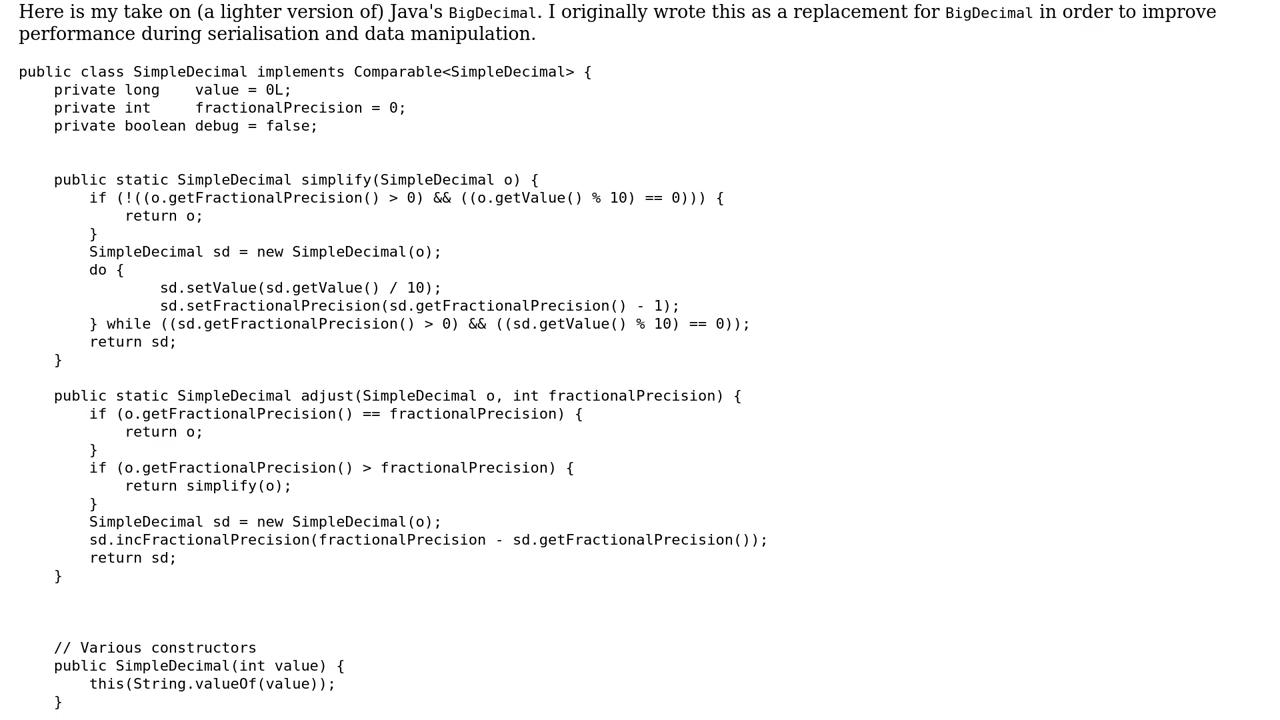 Here is my take on (a lighter version of) Java's BigDecimal. I originally wrote this as a replacement for BigDecimal in order to improve
performance during serialisation and data manipulation.
public class SimpleDecimal implements Comparable<SimpleDecimal> {
    private long    value = 0L;
    private int     fractionalPrecision = 0;
    private boolean debug = false;
    public static SimpleDecimal simplify(SimpleDecimal o) {
        if (!((o.getFractionalPrecision() > 0) && ((o.getValue() % 10) == 0))) {
            return o;
        }
        SimpleDecimal sd = new SimpleDecimal(o);
        do {
                sd.setValue(sd.getValue() / 10);
                sd.setFractionalPrecision(sd.getFractionalPrecision() - 1);
        } while ((sd.getFractionalPrecision() > 0) && ((sd.getValue() % 10) == 0));
        return sd;
    }
    public static SimpleDecimal adjust(SimpleDecimal o, int fractionalPrecision) {
        if (o.getFractionalPrecision() == fractionalPrecision) {
            return o;
        }
        if (o.getFractionalPrecision() > fractionalPrecision) {
            return simplify(o);
        }
        SimpleDecimal sd = new SimpleDecimal(o);
        sd.incFractionalPrecision(fractionalPrecision - sd.getFractionalPrecision());
        return sd;
    }
    // Various constructors
    public SimpleDecimal(int value) {
        this(String.valueOf(value));
    }